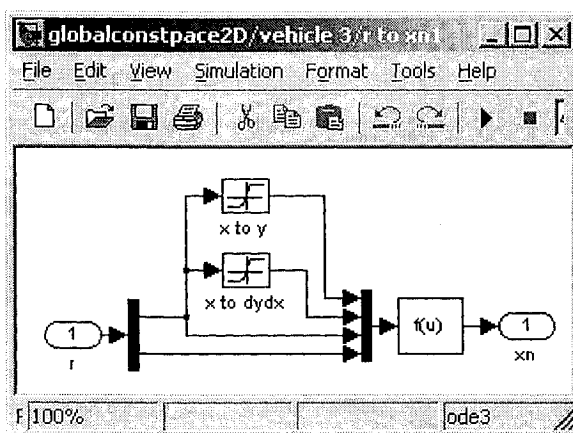 globalconstpace2D/vehicle 3/r to xn1
File Edit View Simulation Format Tools Help
x to y
x to dydx
1
r
f(u)
1
xn
F 100%
ode3